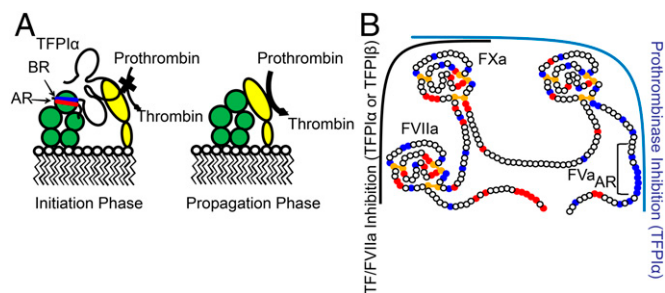 A
TFPIα
BR
AR
Prothrombin
Thrombin
Initiation Phase
Prothrombin
Thrombin
Propagation Phase
B
TF/FVIIa Inhibition (TFPIα or TFPIβ)
FXa
FVIIa
FVa
AR
Prothrombinase Inhibition (TFPIα)